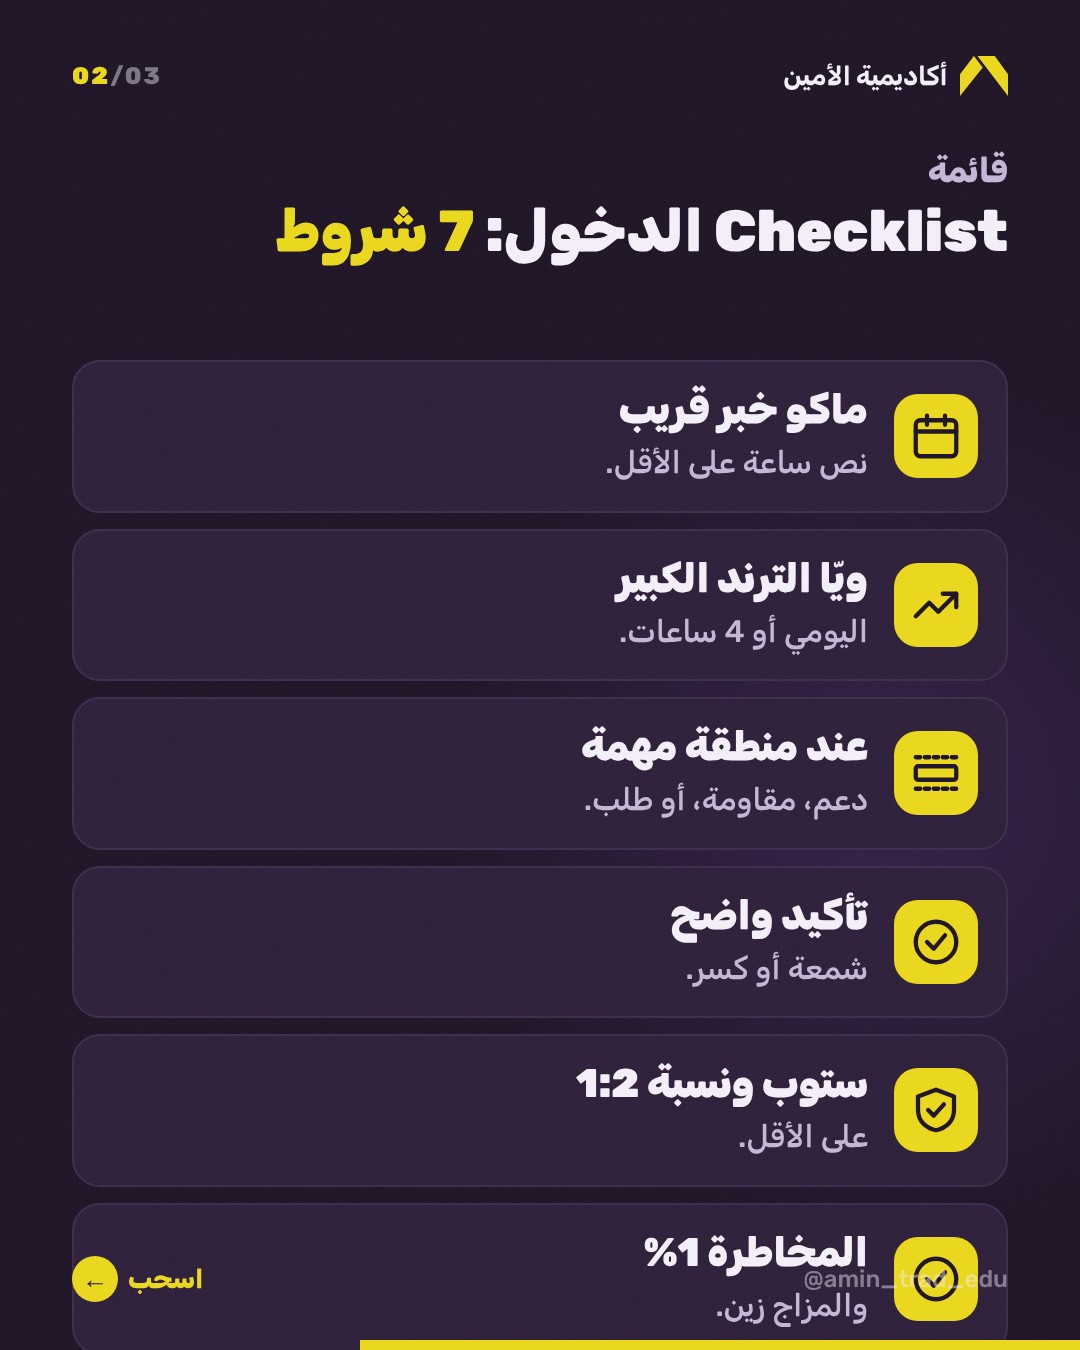 أكاديمية الأمين
02/03
قائمة
Checklist الدخول: 7 شروط
ماكو خبر قريب
نص ساعة على الأقل.
ويّا الترند الكبير
اليومي أو 4 ساعات.
عند منطقة مهمة
دعم، مقاومة، أو طلب.
تأكيد واضح
شمعة أو كسر.
ستوب ونسبة 1:2
على الأقل.
المخاطرة 1%
والمزاج زين.
@amin_trad_edu
اسحب ←